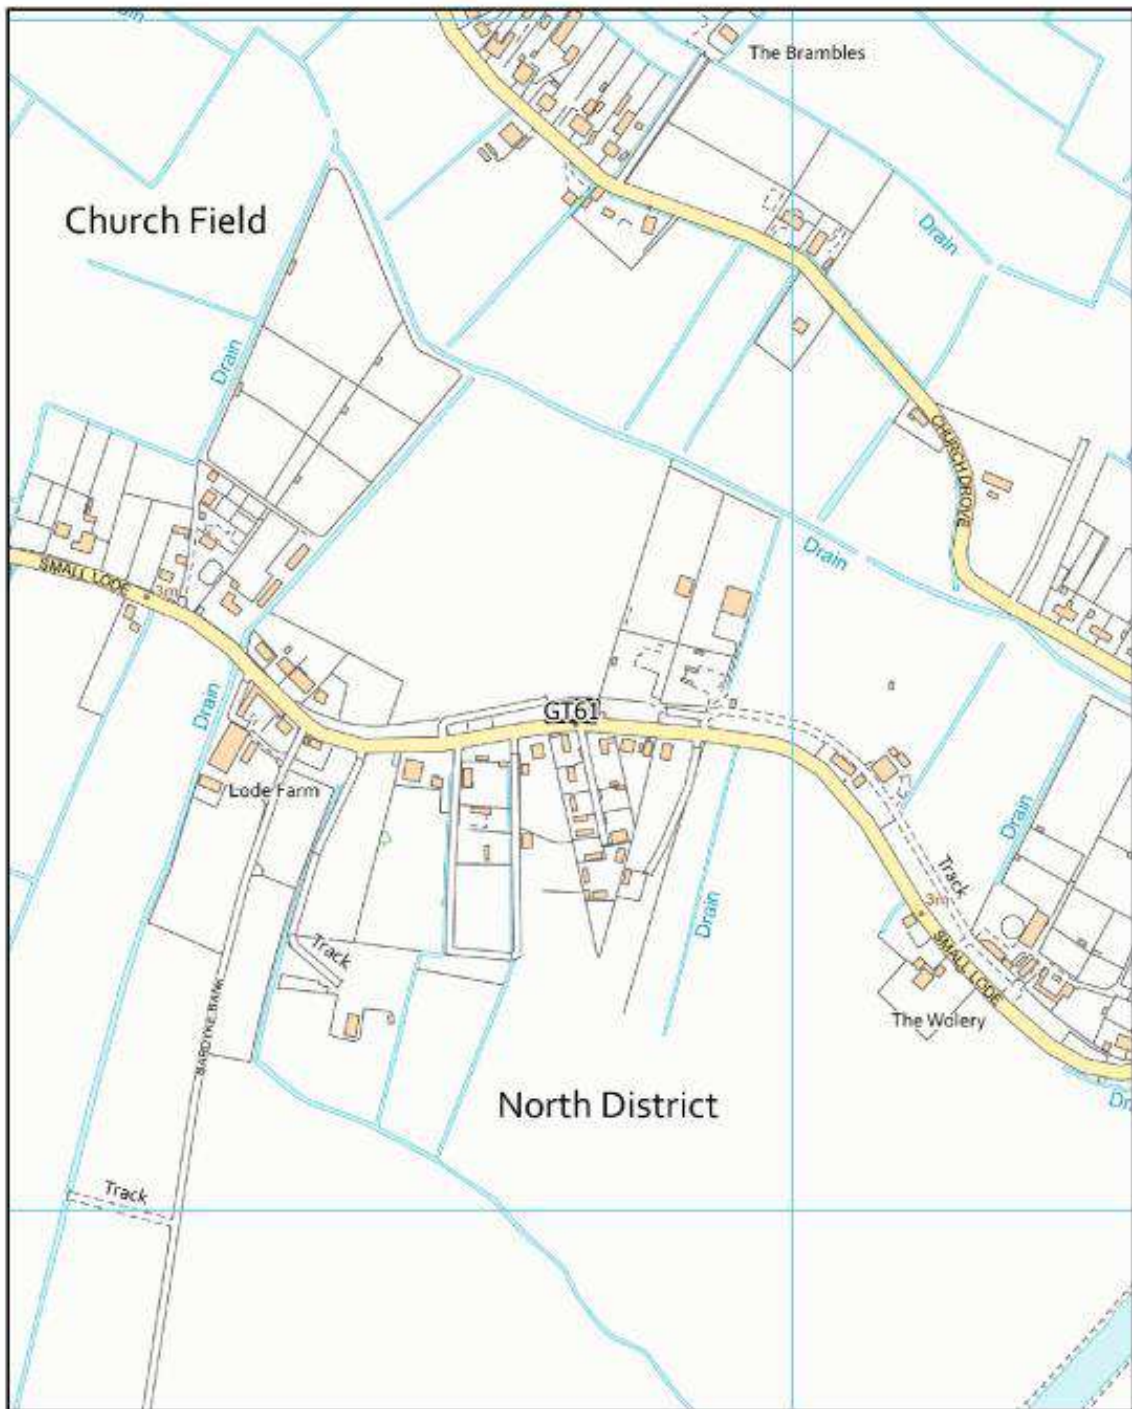 The Brambles
Church Field
Drain
Drain
CHURCH DROVE
Drain
SMALL LODE
3m
Drain
GT61
Lode Farm
Drain
Track
3m
Drain
Track
SMALL LODE
BARDYKE BANK
The Wolery
North District
Track